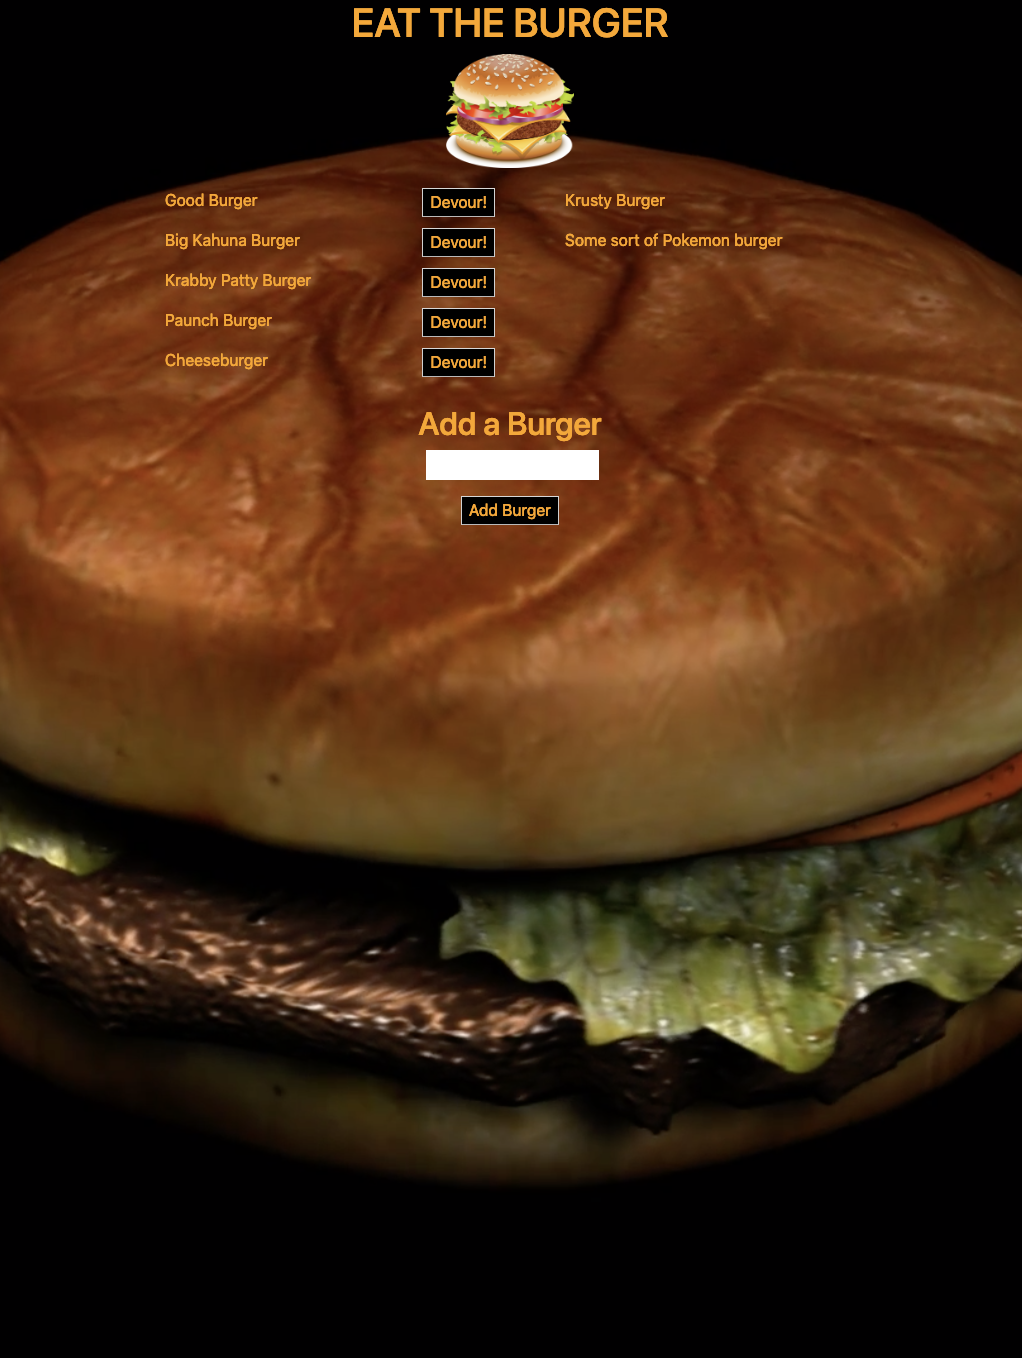 EAT THE BURGER
Good Burger Devour! Krusty Burger
Big Kahuna Burger Devour! Some sort of Pokemon burger
Krabby Patty Burger Devour!
Paunch Burger Devour!
Cheeseburger Devour!
Add a Burger
Add Burger